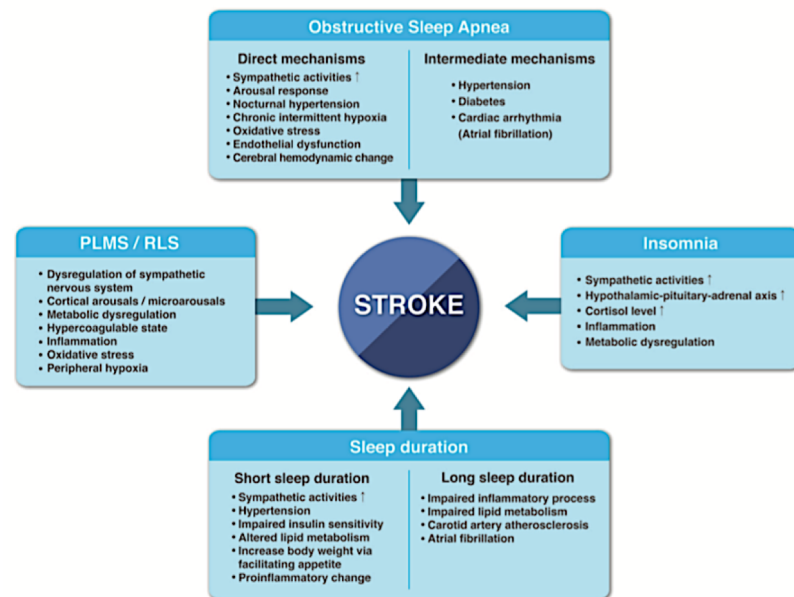 Obstructive Sleep Apnea
Direct mechanisms
• Sympathetic activities ↑
• Arousal response
• Nocturnal hypertension
• Chronic intermittent hypoxia
• Oxidative stress
• Endothelial dysfunction
• Cerebral hemodynamic change
Intermediate mechanisms
• Hypertension
• Diabetes
• Cardiac arrhythmia
(Atrial fibrillation)
PLMS / RLS
• Dysregulation of sympathetic
nervous system
• Cortical arousals / microarousals
• Metabolic dysregulation
• Hypercoagulable state
• Inflammation
• Oxidative stress
• Peripheral hypoxia
STROKE
Insomnia
• Sympathetic activities ↑
• Hypothalamic-pituitary-adrenal axis ↑
• Cortisol level ↑
• Inflammation
• Metabolic dysregulation
Sleep duration
Short sleep duration
• Sympathetic activities ↑
• Hypertension
• Impaired insulin sensitivity
• Altered lipid metabolism
• Increase body weight via
facilitating appetite
• Proinflammatory change
Long sleep duration
• Impaired inflammatory process
• Impaired lipid metabolism
• Carotid artery atherosclerosis
• Atrial fibrillation